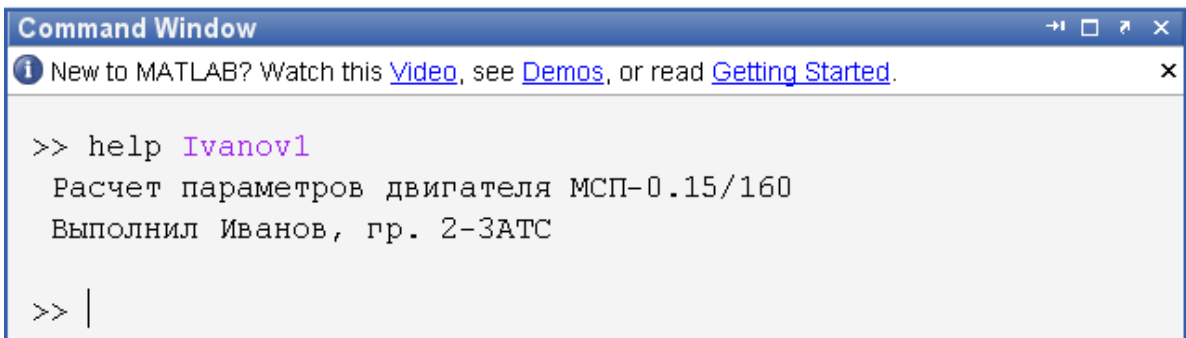 Command Window
New to MATLAB? Watch this Video, see Demos, or read Getting Started.
>> help Ivanov1
Расчет параметров двигателя МСП-0.15/160
Выполнил Иванов, гр. 2-3АТС
>>